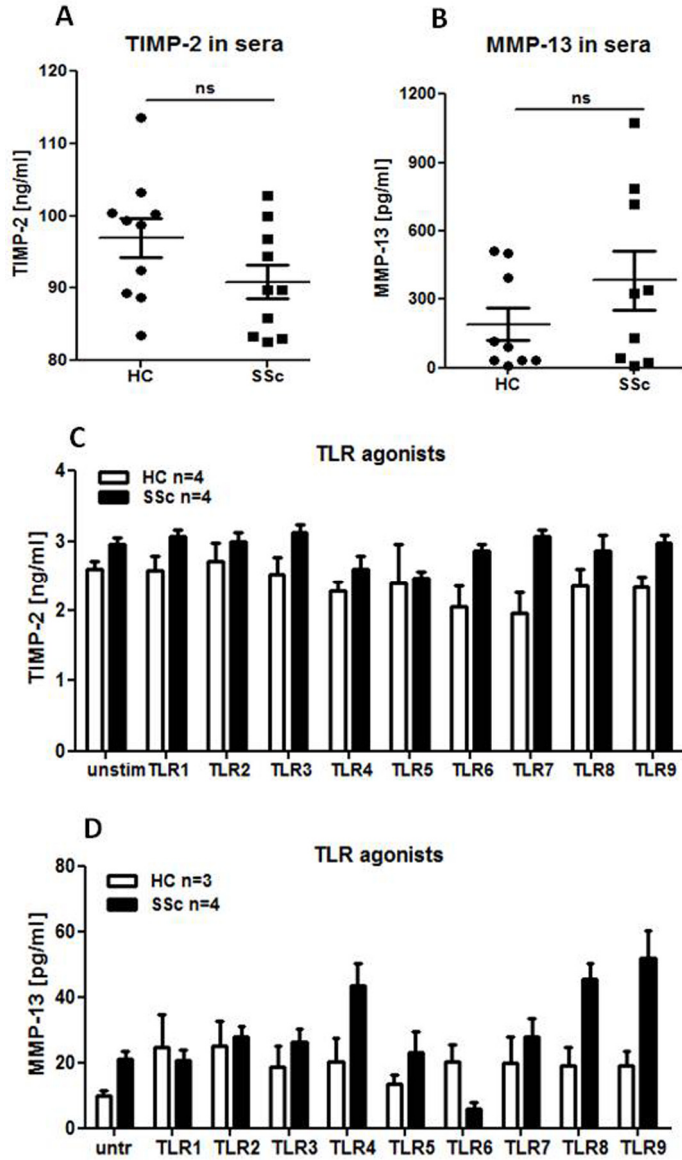 A
TIMP-2 in sera
TIMP-2 [ng/ml]
120
110
100
90
80
ns
HC
SSc
B
MMP-13 in sera
MMP-13 [pg/ml]
1200
900
600
300
0
ns
HC
SSc
C
TLR agonists
HC n=4
SSc n=4
TIMP-2 [ng/ml]
4
3
2
1
0
unstim TLR1 TLR2 TLR3 TLR4 TLR5 TLR6 TLR7 TLR8 TLR9
D
TLR agonists
HC n=3
SSc n=4
MMP-13 [pg/ml]
80
60
40
20
0
untr TLR1 TLR2 TLR3 TLR4 TLR5 TLR6 TLR7 TLR8 TLR9